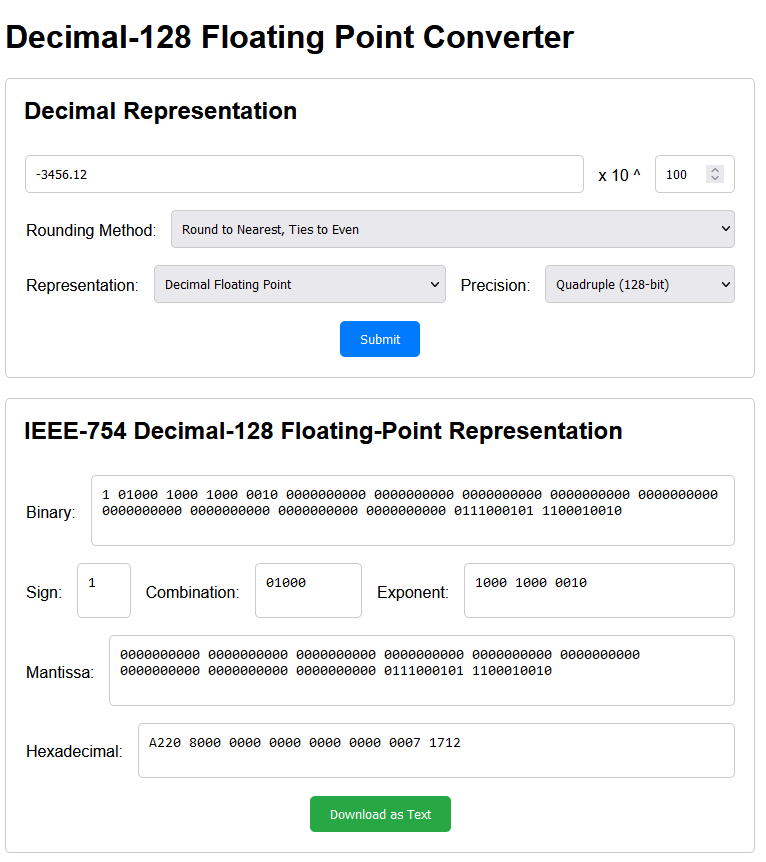 Decimal-128 Floating Point Converter
Decimal Representation
-3456.12 x 10 ^ 100
Rounding Method: Round to Nearest, Ties to Even
Representation: Decimal Floating Point Precision: Quadruple (128-bit)
Submit
IEEE-754 Decimal-128 Floating-Point Representation
Binary: 1 01000 1000 1000 0010 0000000000 0000000000 0000000000 0000000000 0000000000
0000000000 0000000000 0000000000 0000000000 0111000101 1100010010
Sign: 1 Combination: 01000 Exponent: 1000 1000 0010
Mantissa: 0000000000 0000000000 0000000000 0000000000 0000000000 0000000000
0000000000 0000000000 0000000000 0111000101 1100010010
Hexadecimal: A220 8000 0000 0000 0000 0000 0007 1712
Download as Text